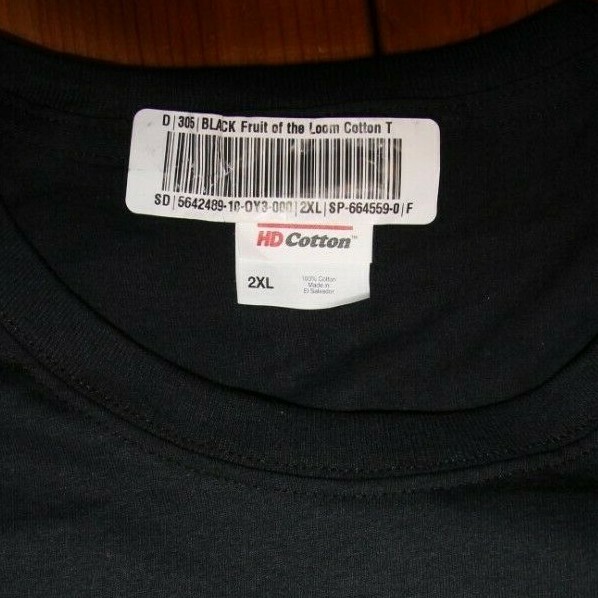 D | 305 | BLACK Fruit of the Loom Cotton T
SD | 5642489-10-OY3-000 | 2XL | SP-664559-0 | F
HD Cotton™
2XL
100% Cotton
Made in
El Salvador